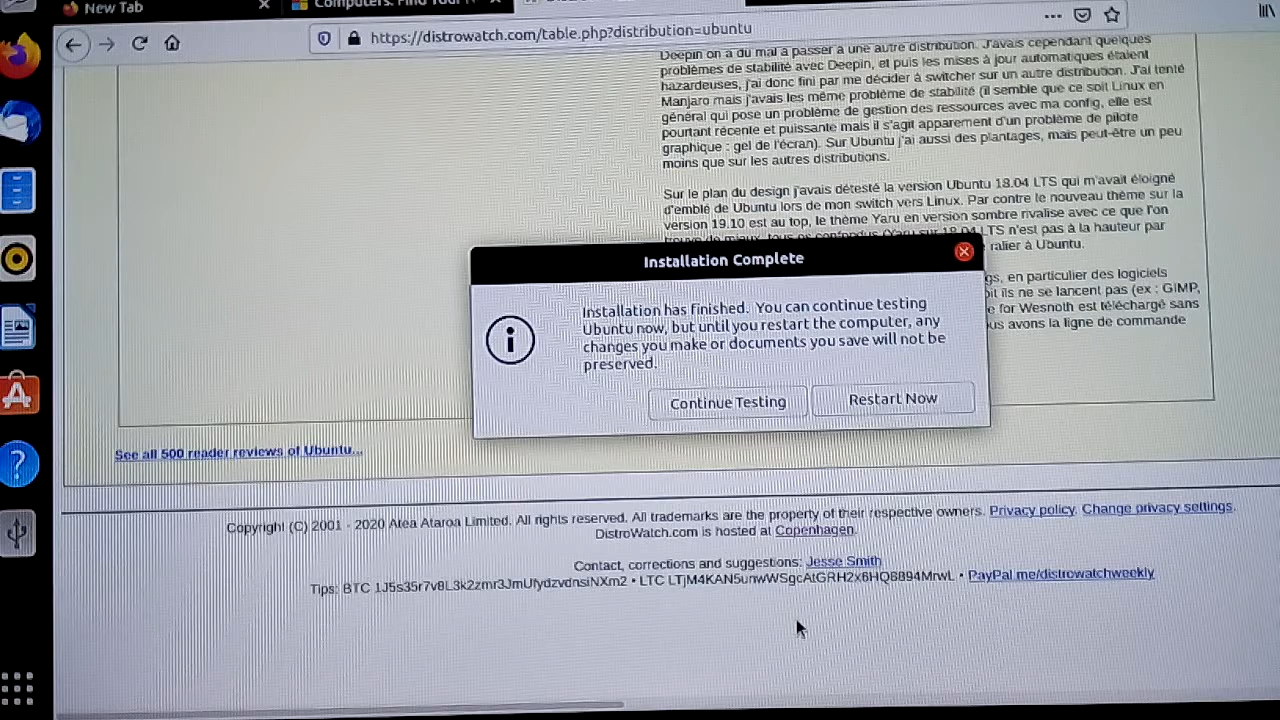 New Tab
https://distrowatch.com/table.php?distribution=ubuntu
Deepin on a du mal à passer à une autre distribution. J'avais cependant quelques
problèmes de stabilité avec Deepin, et puis les mises à jour automatiques étaient
hazardeuses, j'ai donc fini par me décider à switcher sur un autre distribution. J'ai tenté
Manjaro mais j'avais les même problème de stabilité (il semble que ce soit Linux en
général qui pose un problème de gestion des ressources avec ma config, elle est
pourtant récente et puissante mais il s'agit apparement d'un problème de pilote
graphique : gel de l'écran). Sur Ubuntu j'ai aussi des plantages, mais peut-être un peu
moins que sur les autres distributions.
Sur le plan du design j'avais détesté la version Ubuntu 18.04 LTS qui m'avait éloigné
d'emblé de Ubuntu lors de mon switch vers Linux. Par contre le nouveau thème sur la
version 19.10 est au top, le thème Yaru en version sombre rivalise avec ce que l'on
LTS n'est pas à la hauteur par
ralier à Ubuntu.
gs, en particulier des logiciels
ils ne se lancent pas (ex : GIMP,
e for Wesnoth est téléchargé sans
us avons la ligne de commande
Installation Complete
Installation has finished. You can continue testing
Ubuntu now, but until you restart the computer, any
changes you make or documents you save will not be
preserved.
Continue Testing
Restart Now
See all 500 reader reviews of Ubuntu...
Copyright (C) 2001 - 2020 Atea Ataroa Limited. All rights reserved. All trademarks are the property of their respective owners. Privacy policy. Change privacy settings.
DistroWatch.com is hosted at Copenhagen.
Contact, corrections and suggestions: Jesse Smith
Tips: BTC • LTC • PayPal.me/distrowatchweekly